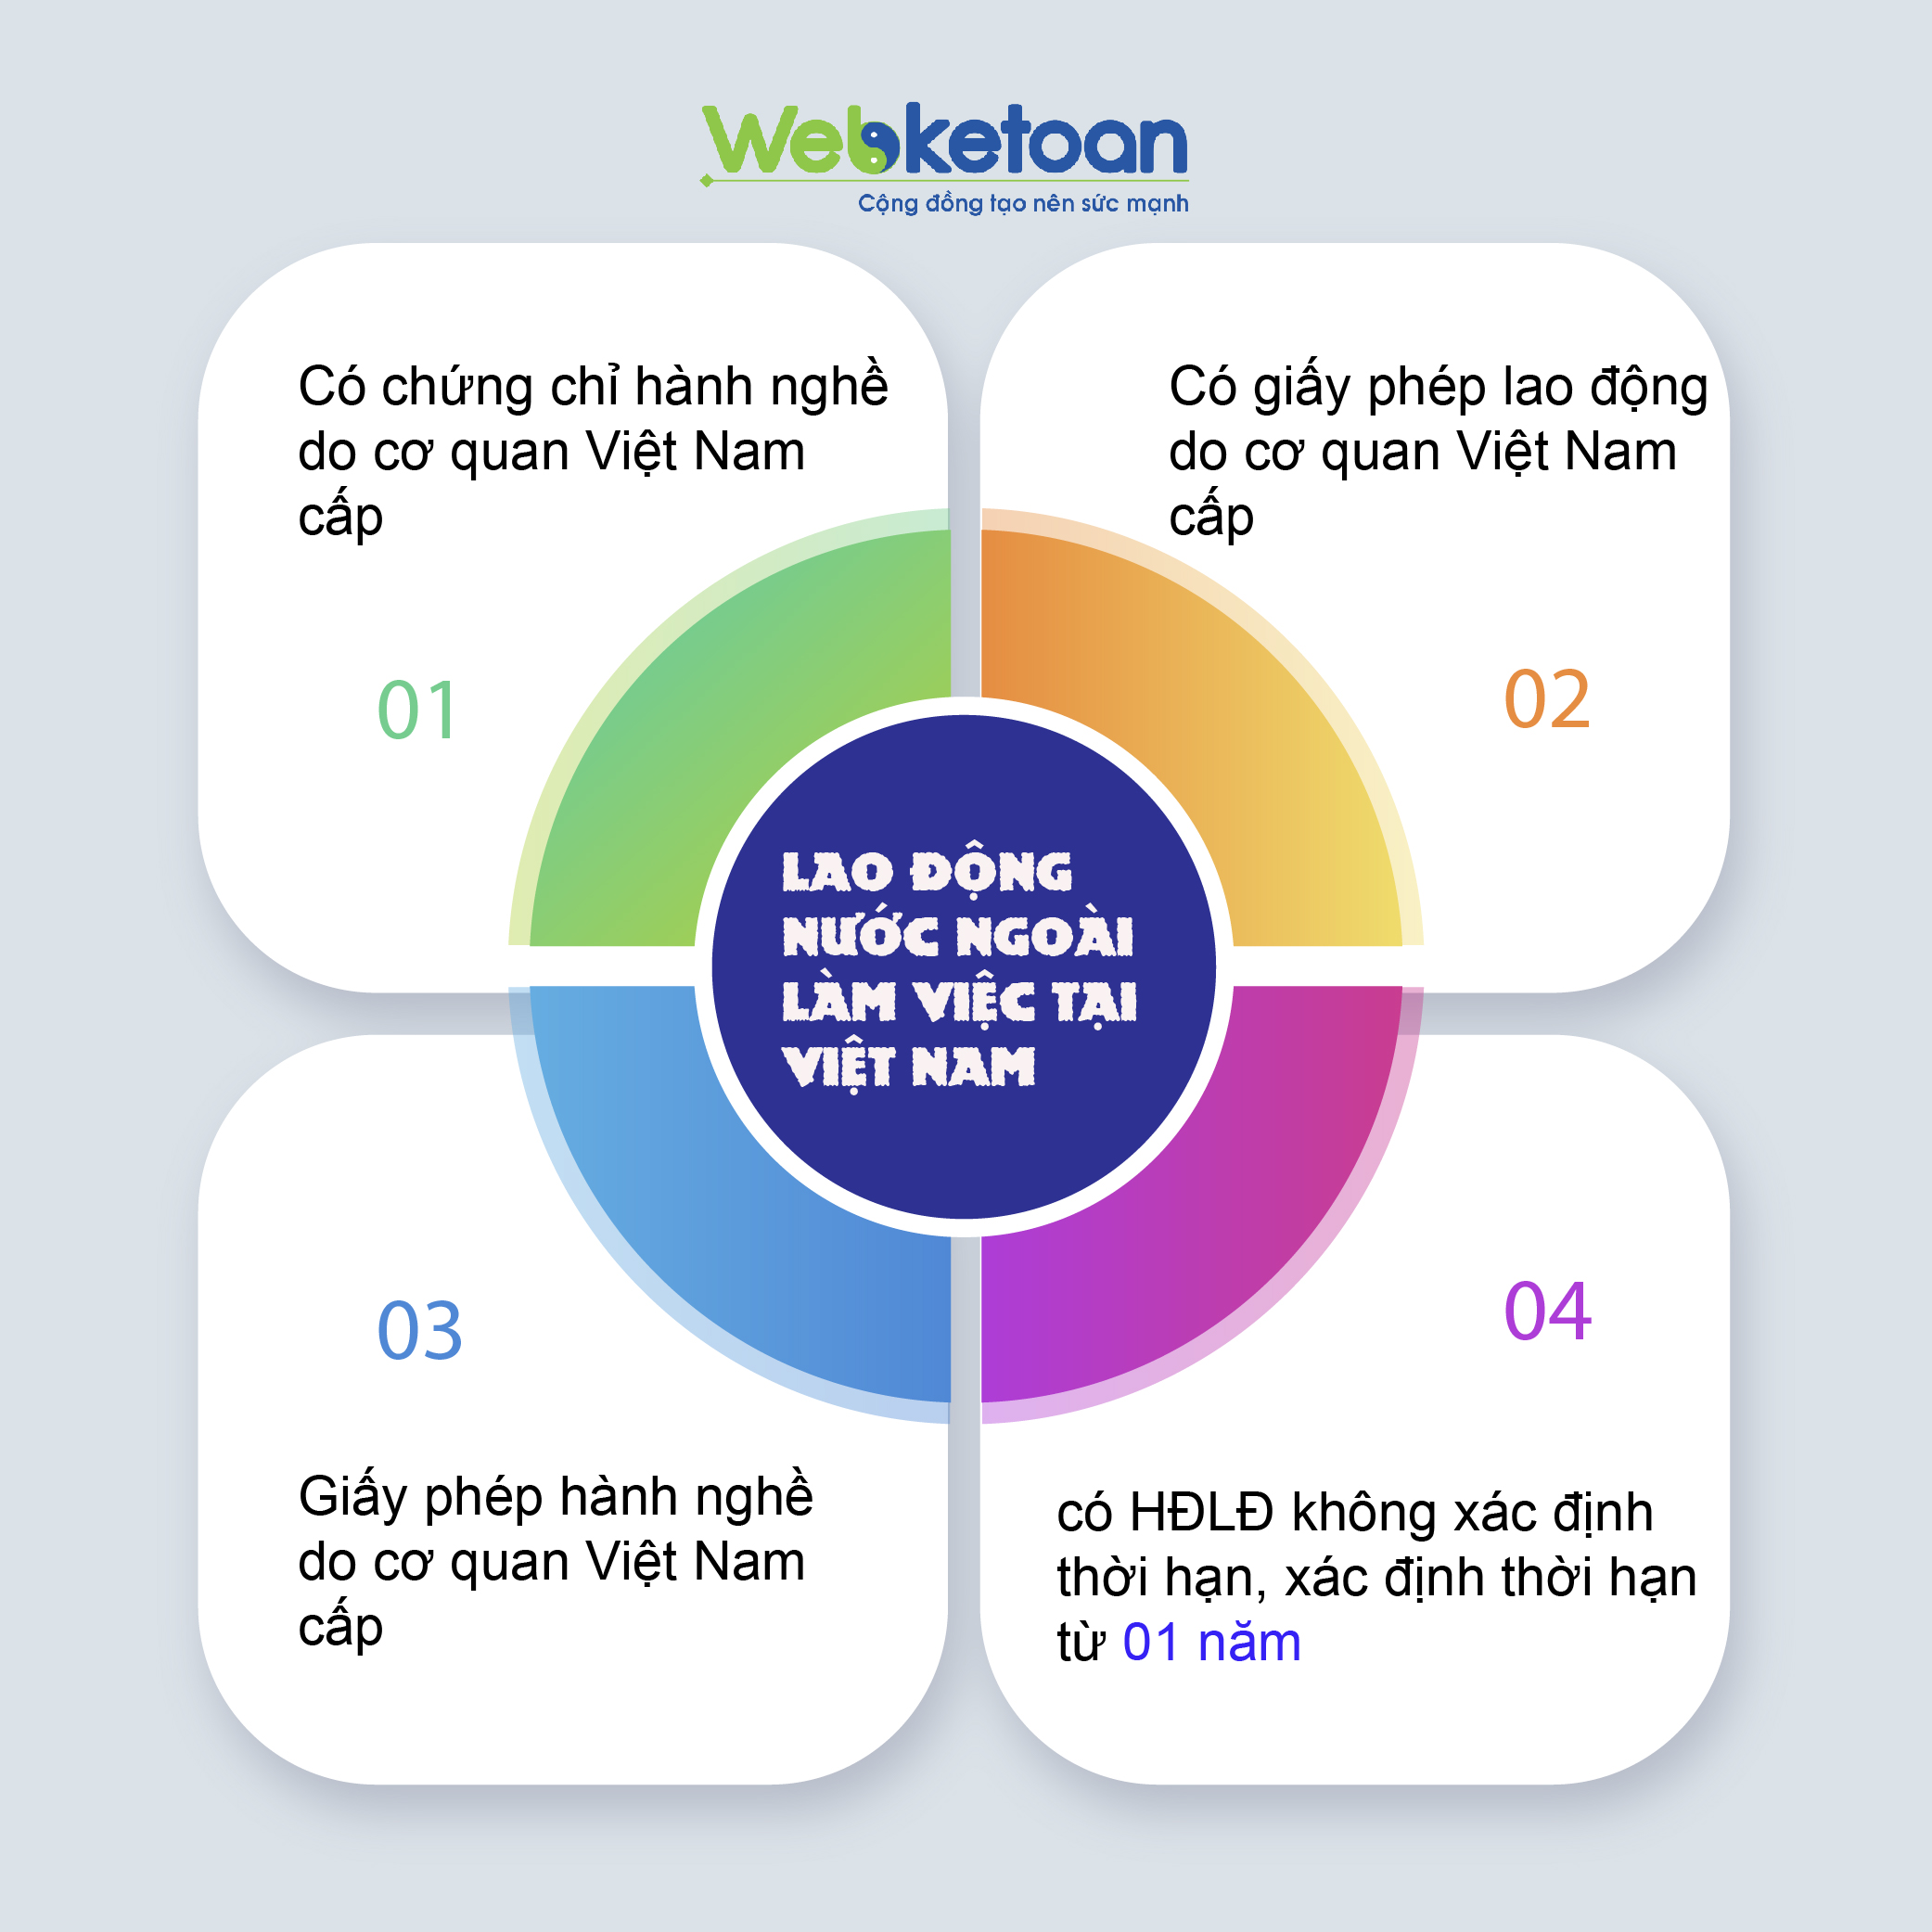 Webketoan
Cộng đồng tạo nên sức mạnh
Có chứng chỉ hành nghề
do cơ quan Việt Nam
cấp
01
Có giấy phép lao động
do cơ quan Việt Nam
cấp
02
LAO ĐỘNG
NƯỚC NGOÀI
LÀM VIỆC TẠI
VIỆT NAM
03
Giấy phép hành nghề
do cơ quan Việt Nam
cấp
04
có HĐLĐ không xác định
thời hạn, xác định thời hạn
từ 01 năm